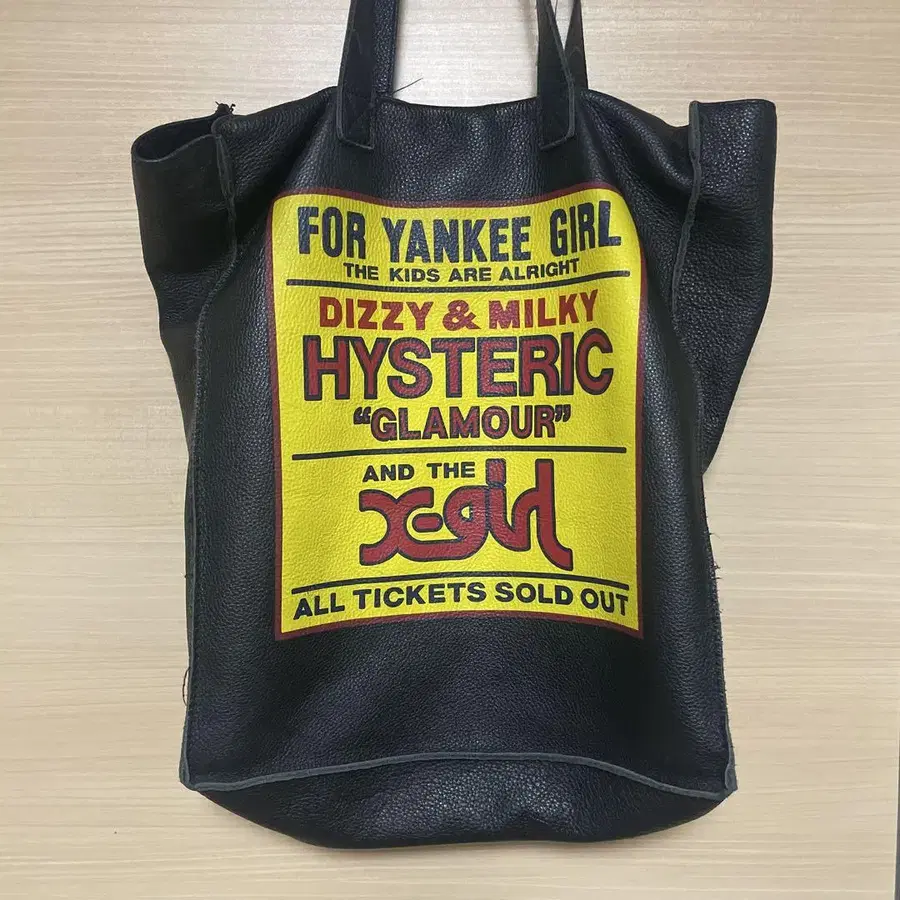 FOR YANKEE GIRL
THE KIDS ARE ALRIGHT
DIZZY & MILKY
HYSTERIC
“GLAMOUR”
AND THE
x-girl
ALL TICKETS SOLD OUT